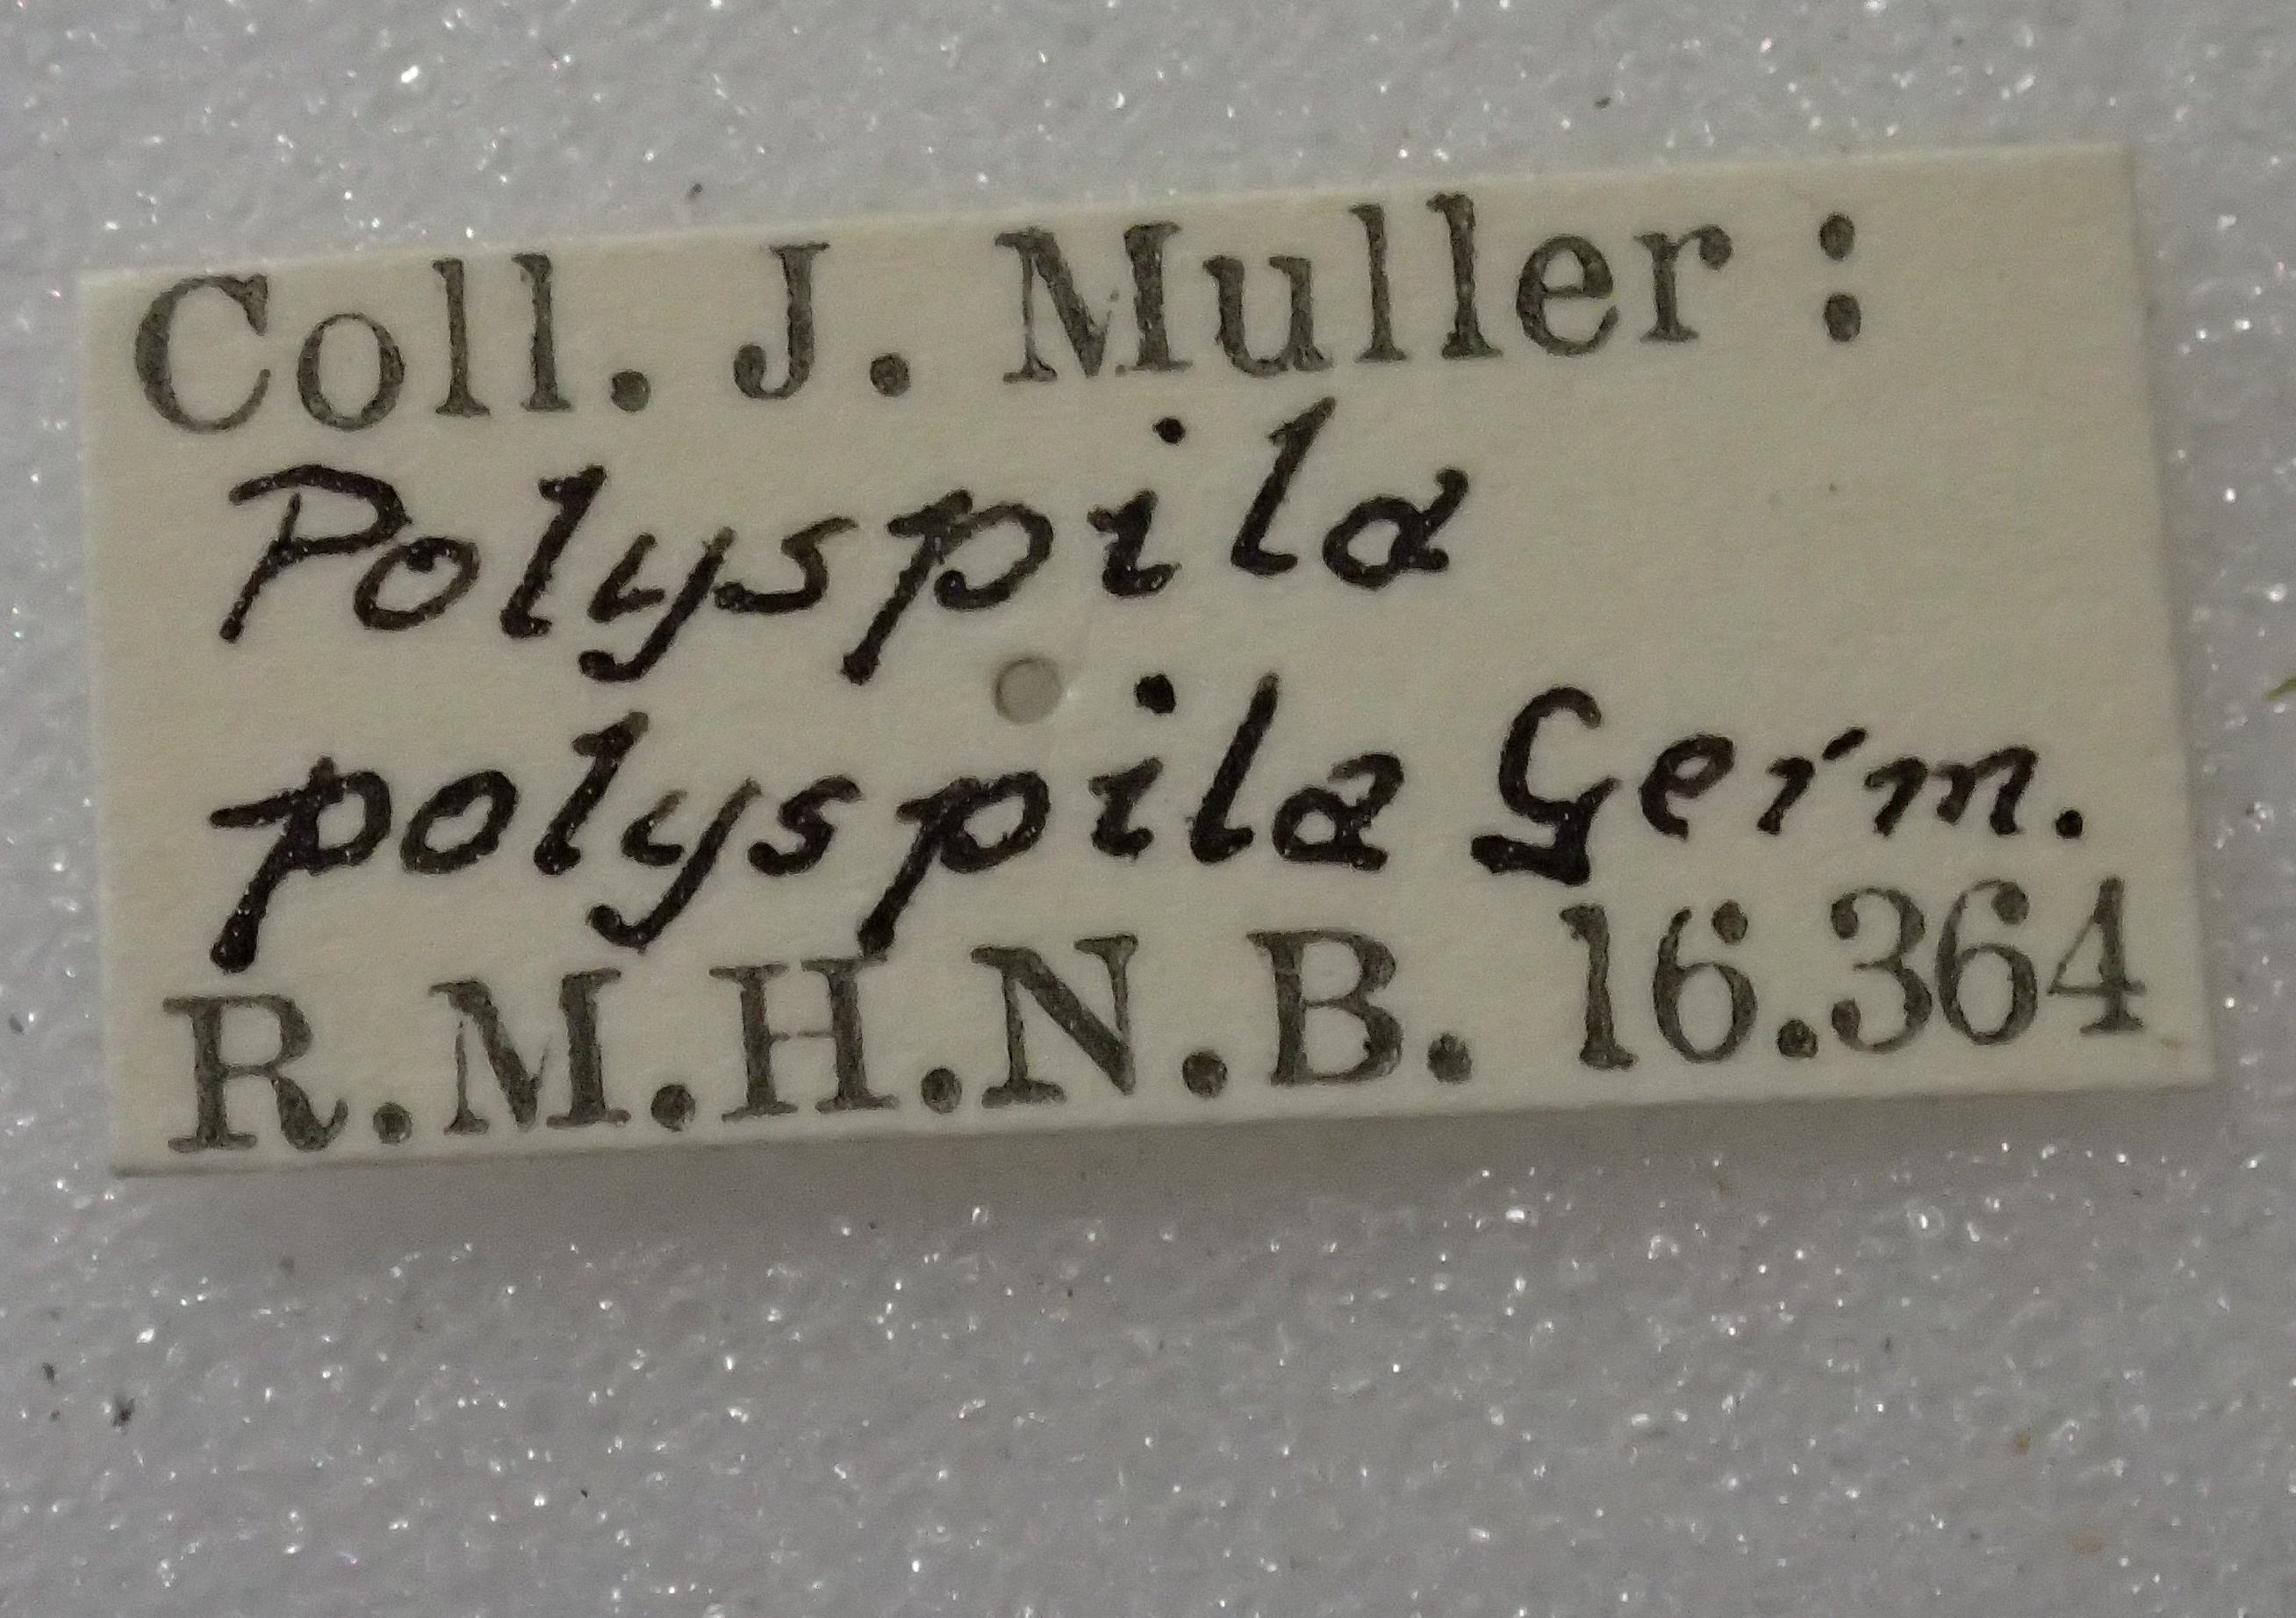 Coll. J. Muller :
Polyspila
polyspila Germ.
R.M.H.N.B. 16.364